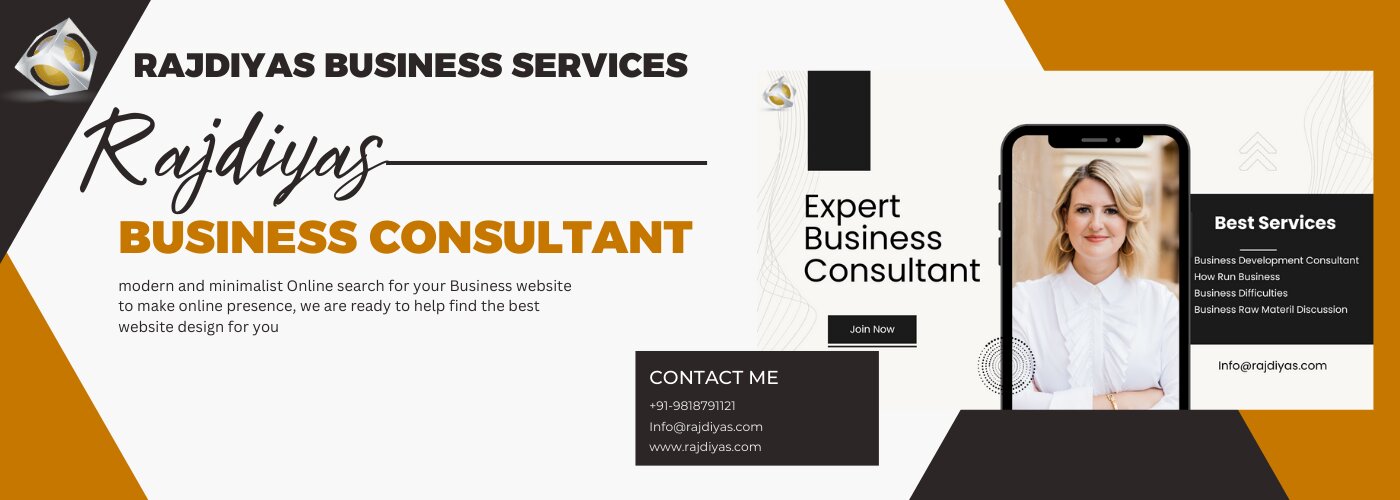 RAJDIYAS BUSINESS SERVICES
Rajdiyas
BUSINESS CONSULTANT
modern and minimalist Online search for your Business website
to make online presence, we are ready to help find the best
website design for you
CONTACT ME
+91-9818791121
Info@rajdiyas.com
www.rajdiyas.com
Expert
Business
Consultant
Join Now
Best Services
Business Development Consultant
How Run Business
Business Difficulties
Business Raw Materil Discussion
Info@rajdiyas.com